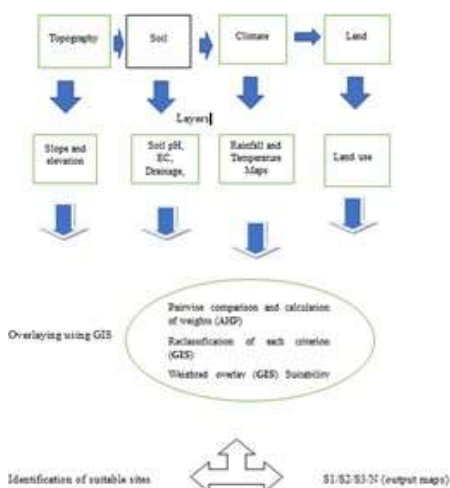 Topography
Soil
Climate
Land
Layers
Slope and
elevation
Soil pH,
EC,
Drainage,
Rainfall and
Temperature
Maps
Land use
Overlaying using GIS
Pairwise comparison and calculation
of weights (AHP)
Reclassification of each criterion
(GIS)
Weighted overlay (GIS) Suitability
Identification of suitable sites
S1/S2/S3/N (output maps)